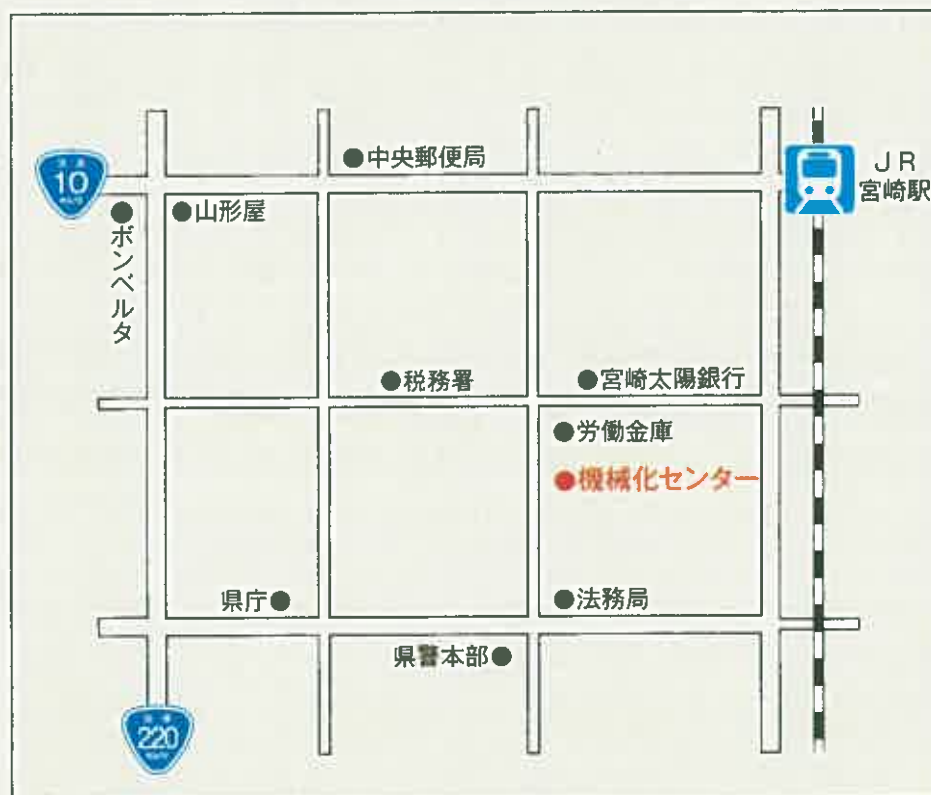 ●中央郵便局
JR
宮崎駅
10
●山形屋
●ボンベルタ
●税務署
●宮崎太陽銀行
●労働金庫
●機械化センター
県庁●
●法務局
県警本部●
220